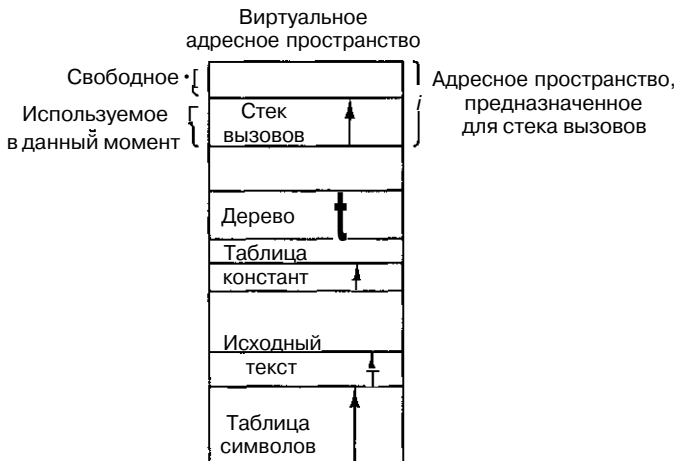 Виртуальное
адресное пространство
Свободное
Используемое
в данный момент
Стек
вызовов
Адресное пространство,
предназначенное
для стека вызовов
Дерево
Таблица
констант
Исходный
текст
Таблица
символов